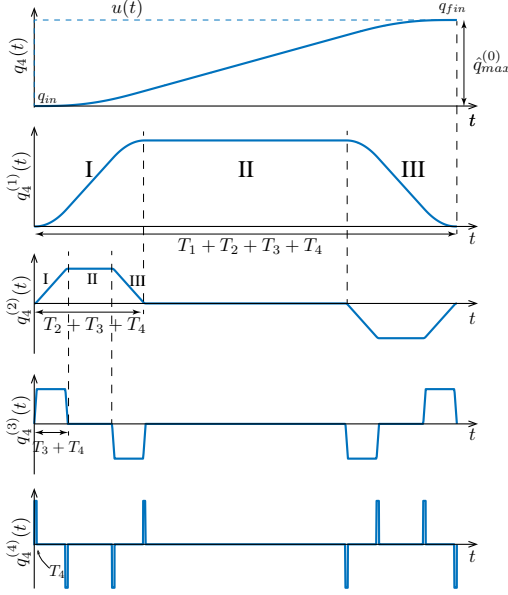 u(t)
q_{fin}
q_4(t)
\hat{q}_{max}^{(0)}
q_{in}
t
q_4^{(1)}(t)
I
II
III
t
T_1 + T_2 + T_3 + T_4
q_4^{(2)}(t)
I
II
III
t
T_2 + T_3 + T_4
q_4^{(3)}(t)
t
T_3 + T_4
q_4^{(4)}(t)
t
T_4